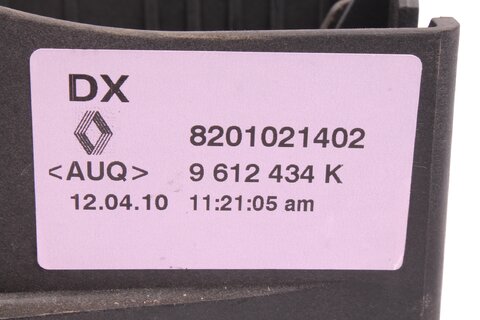 DX
8201021402
<AUQ> 9 612 434 K
12.04.10 11:21:05 am